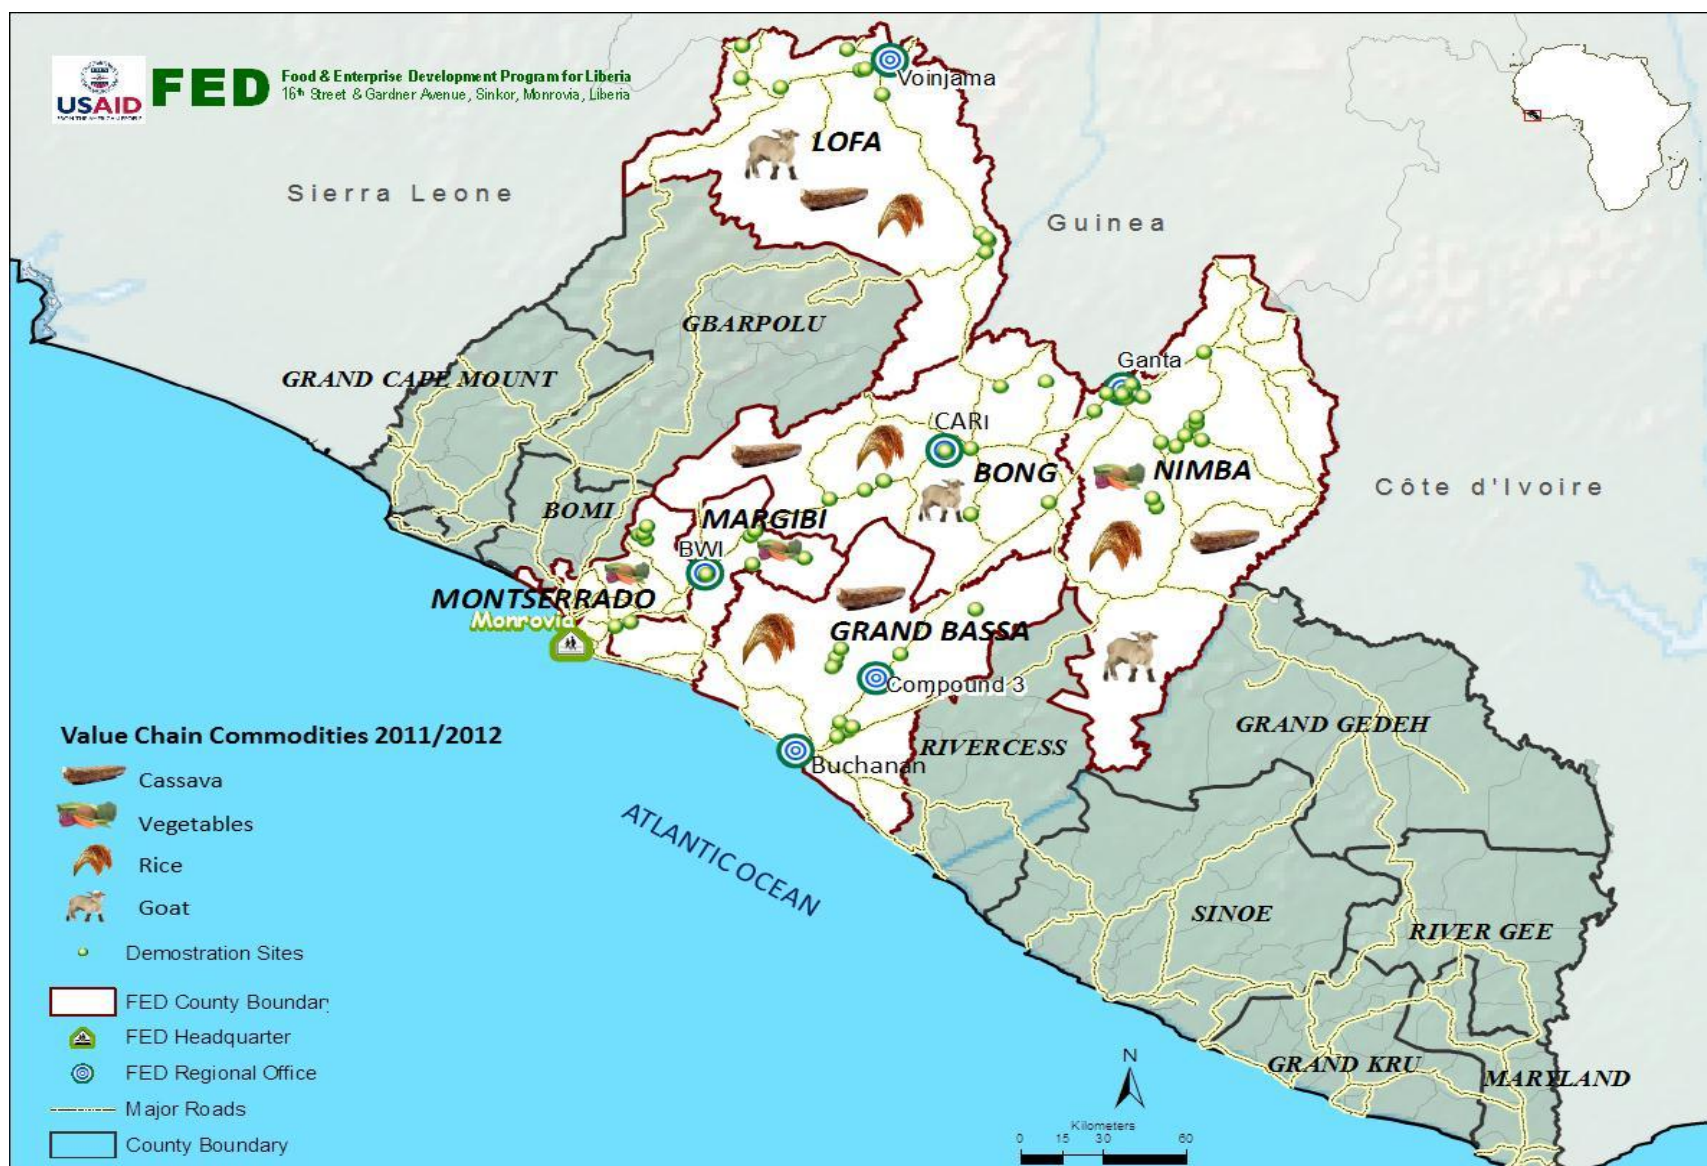 USAID
FROM THE AMERICAN PEOPLE
FED
Food & Enterprise Development Program for Liberia
16th Street & Gardner Avenue, Sinkor, Monrovia, Liberia
Voinjama
LOFA
Sierra Leone
Guinea
GBARPOLU
GRAND CAPE MOUNT
Ganta
CARI
BONG
NIMBA
Côte d'Ivoire
BOMI
MARGIBI
BWI
MONTSERRADO
Monrovia
GRAND BASSA
Compound 3
GRAND GEDEH
RIVERCESS
Buchanan
ATLANTIC OCEAN
SINOE
RIVER GEE
GRAND KRU
MARYLAND
Value Chain Commodities 2011/2012
Cassava
Vegetables
Rice
Goat
Demostration Sites
FED County Boundar
FED Headquarter
FED Regional Office
Major Roads
County Boundary
N
Kilometers
0 15 30 60